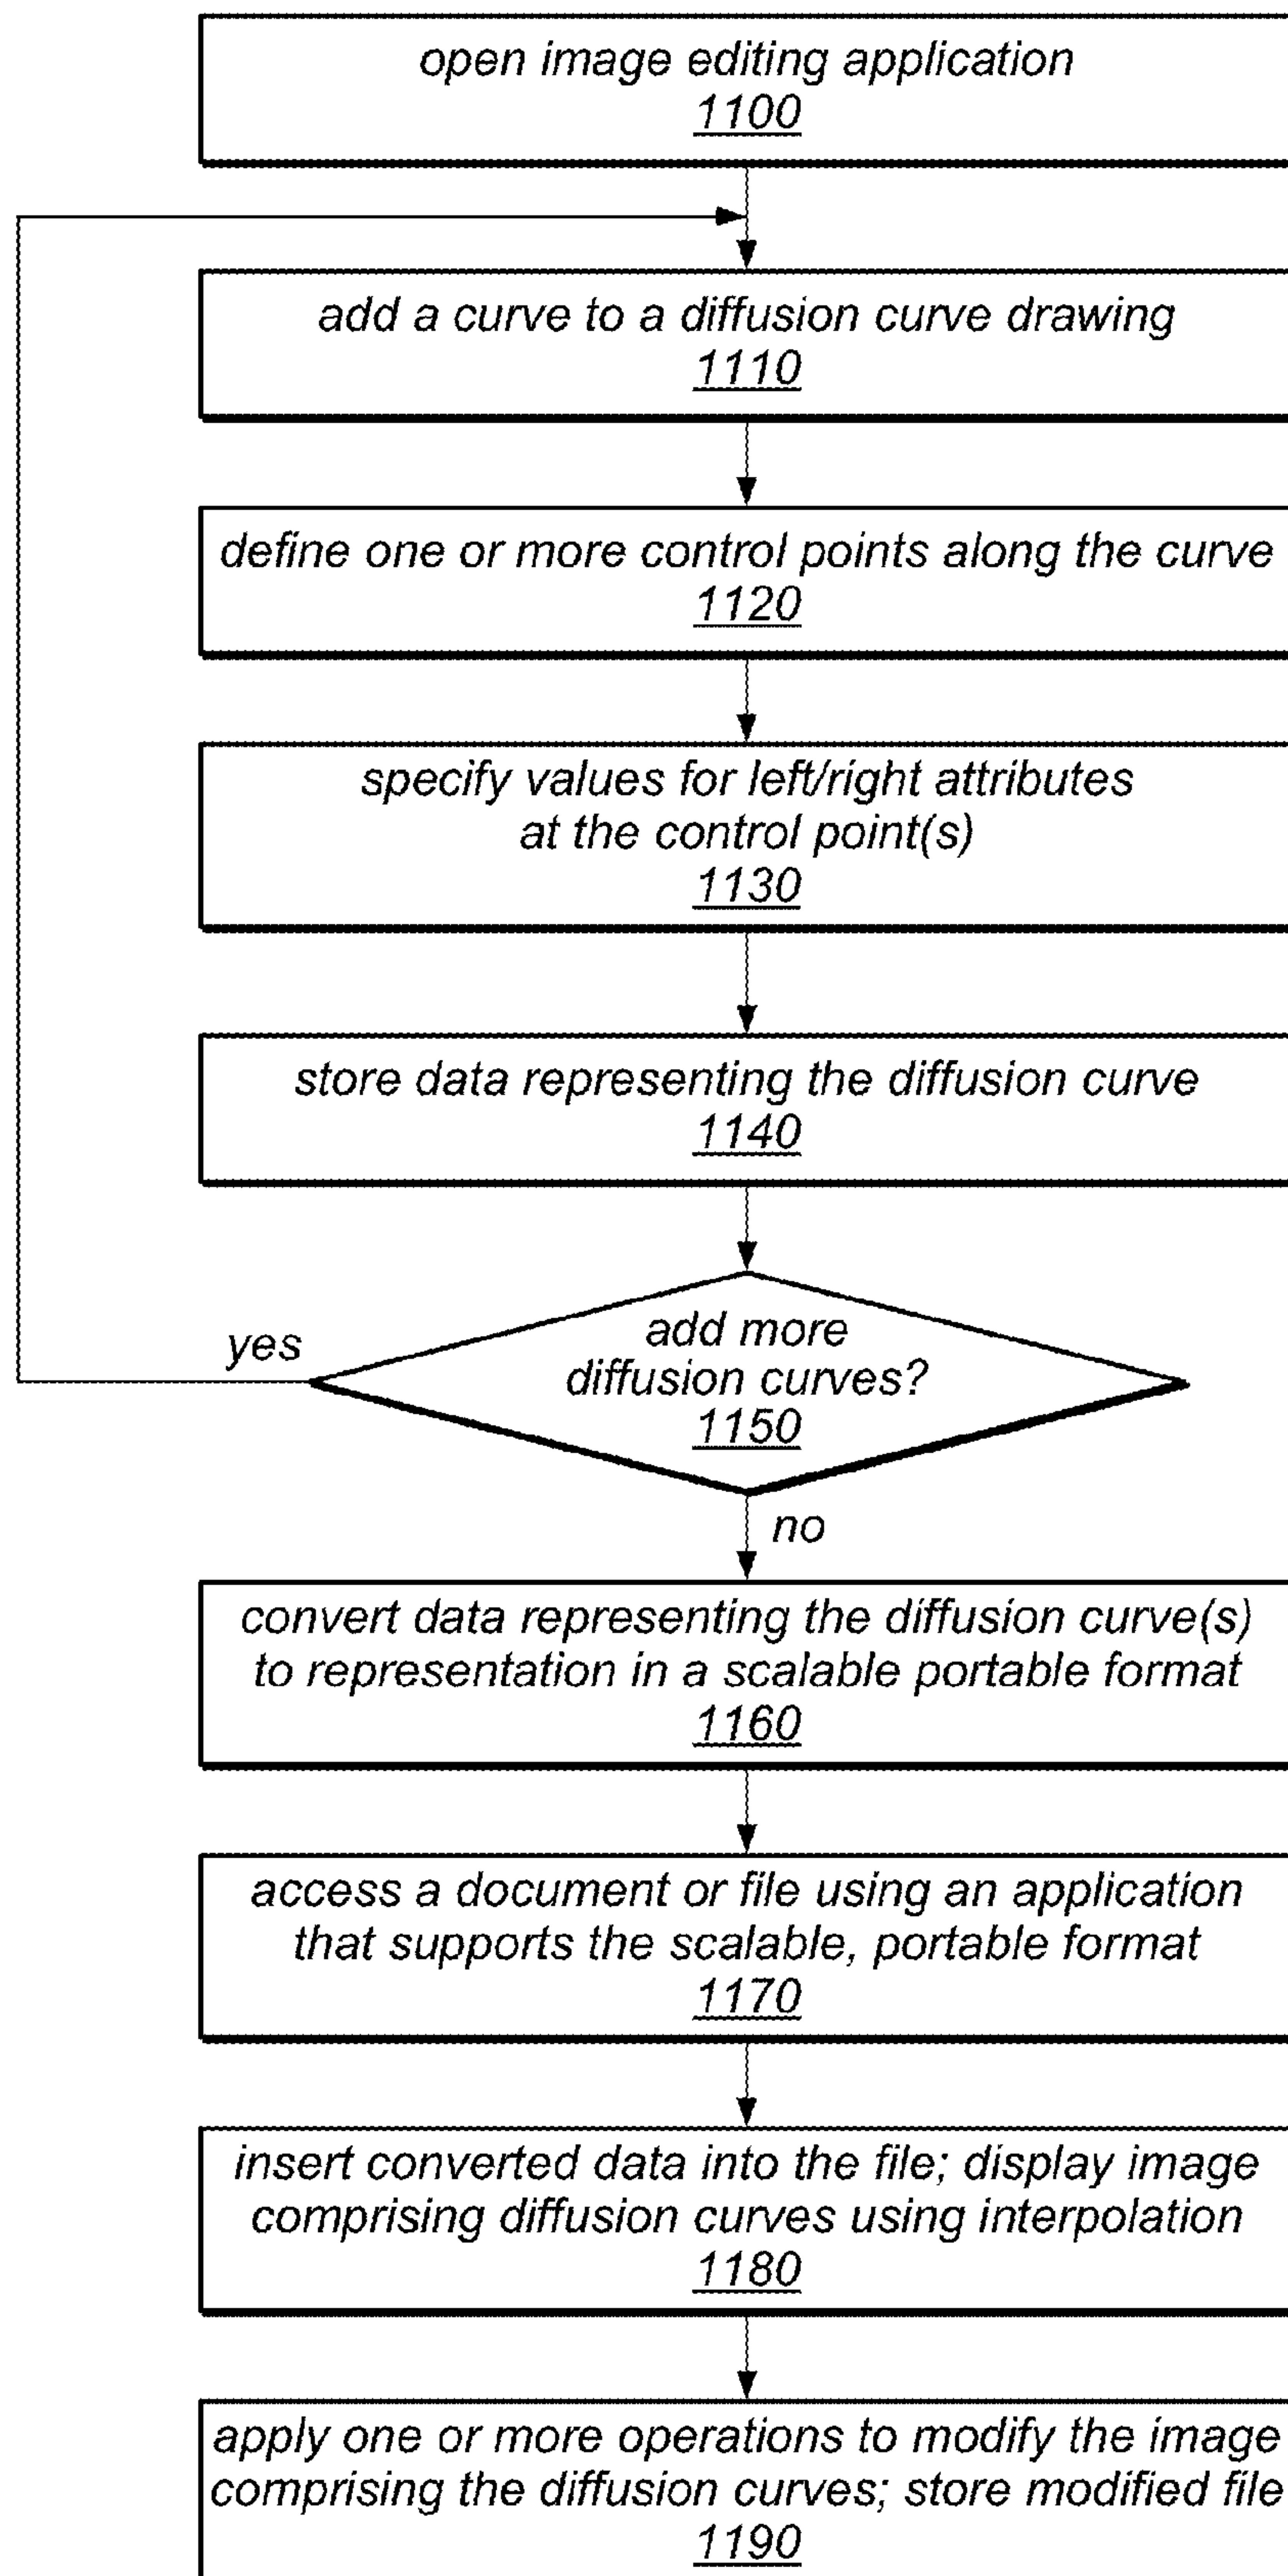 open image editing application
1100
add a curve to a diffusion curve drawing
1110
define one or more control points along the curve
1120
specify values for left/right attributes
at the control point(s)
1130
store data representing the diffusion curve
1140
yes
add more
diffusion curves?
1150
no
convert data representing the diffusion curve(s)
to representation in a scalable portable format
1160
access a document or file using an application
that supports the scalable, portable format
1170
insert converted data into the file; display image
comprising diffusion curves using interpolation
1180
apply one or more operations to modify the image
comprising the diffusion curves; store modified file
1190